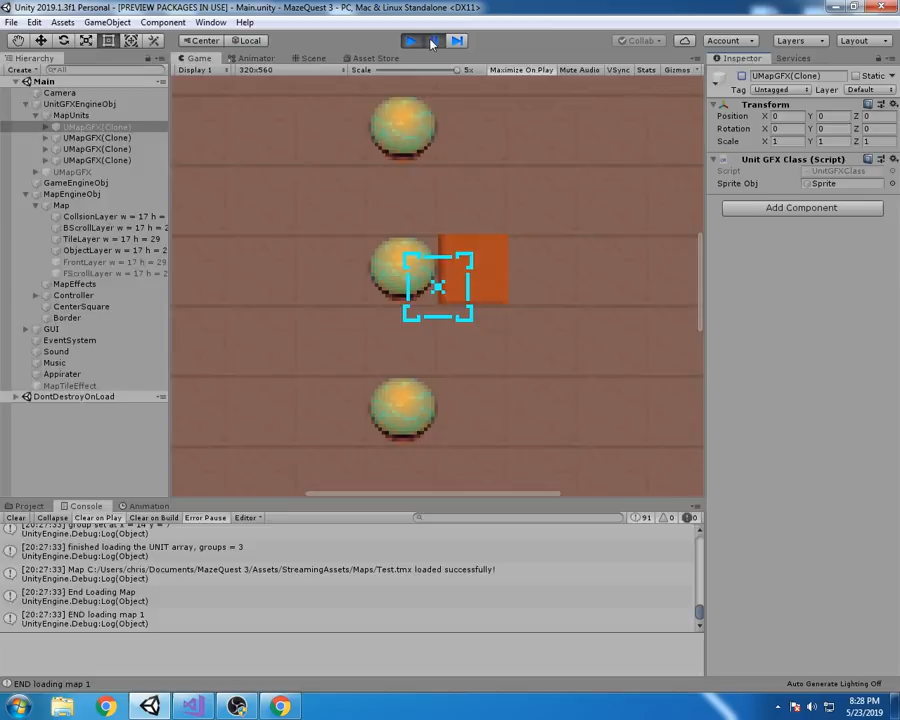 Unity 2019.1.3f1 Personal - [PREVIEW PACKAGES IN USE] - Main.unity - MazeQuest 3 - PC, Mac & Linux Standalone <DX11>
File Edit Assets GameObject Component Window Help
Center Local Collab Account Layers Layout
Hierarchy Game Animator Scene Asset Store Inspector Services
Create All Display 1 320x560 Scale 5x Maximize On Play Mute Audio VSync Stats Gizmos
UMapGFX(Clone) Static
Tag Untagged Layer Default
Main
Camera
UnitGFXEngineObj
MapUnits
UMapGFX(Clone)
UMapGFX(Clone)
UMapGFX(Clone)
UMapGFX(Clone)
UMapGFX
GameEngineObj
MapEngineObj
Map
CollsionLayer w = 17 h =
BScrollLayer w = 17 h =
TileLayer w = 17 h = 29
ObjectLayer w = 17 h = 29
FrontLayer w = 17 h = 29
FScrollLayer w = 17 h = 29
MapEffects
Controller
CenterSquare
Border
GUI
EventSystem
Sound
Music
Appirater
MapTileEffect
DontDestroyOnLoad
Transform
Position X 0 Y 0 Z 0
Rotation X 0 Y 0 Z 0
Scale X 1 Y 1 Z 1
Unit GFX Class (Script)
Script UnitGFXClass
Sprite Obj Sprite
Add Component
Project Console Animation
Clear Collapse Clear on Play Clear on Build Error Pause Editor 91 0 0
[20:27:33] group set at x = 14 y = 7
UnityEngine.Debug:Log(Object)
[20:27:33] finished loading the UNIT array, groups = 3
UnityEngine.Debug:Log(Object)
[20:27:33] Map C:/Users/chris/Documents/MazeQuest 3/Assets/StreamingAssets/Maps/Test.tmx loaded successfully!
UnityEngine.Debug:Log(Object)
[20:27:33] End Loading Map
UnityEngine.Debug:Log(Object)
[20:27:33] END loading map 1
UnityEngine.Debug:Log(Object)
END loading map 1 Auto Generate Lighting Off
8:28 PM
5/23/2019